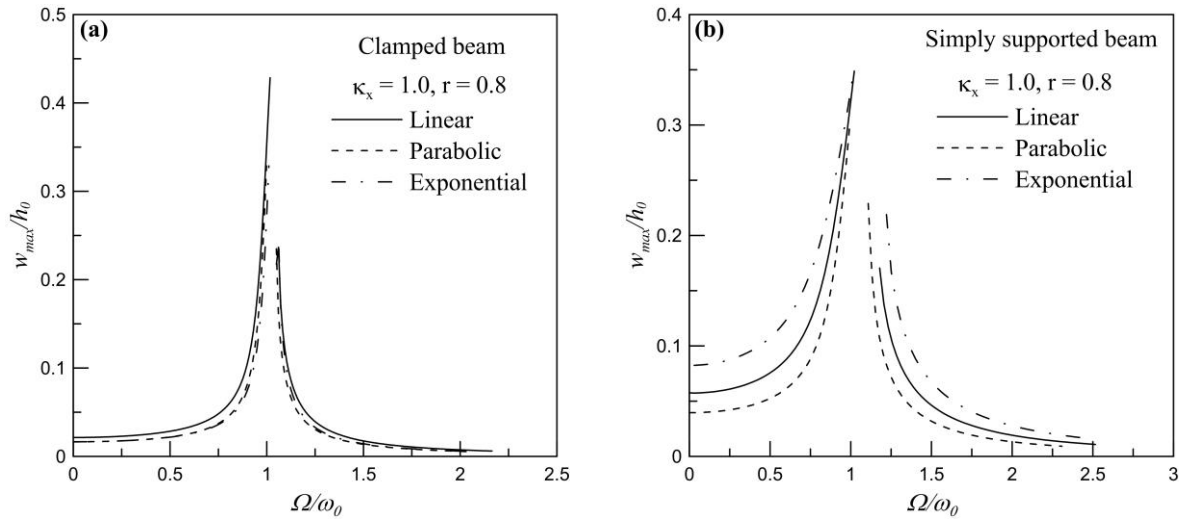 (a)
Clamped beam
κx = 1.0, r = 0.8
Linear
Parabolic
Exponential
0.5
0.4
0.3
0.2
0.1
0
wmax/h0
0
0.5
1
1.5
2
2.5
Ω/ω0
(b)
Simply supported beam
κx = 1.0, r = 0.8
Linear
Parabolic
Exponential
0.4
0.3
0.2
0.1
0
wmax/h0
0
0.5
1
1.5
2
2.5
3
Ω/ω0